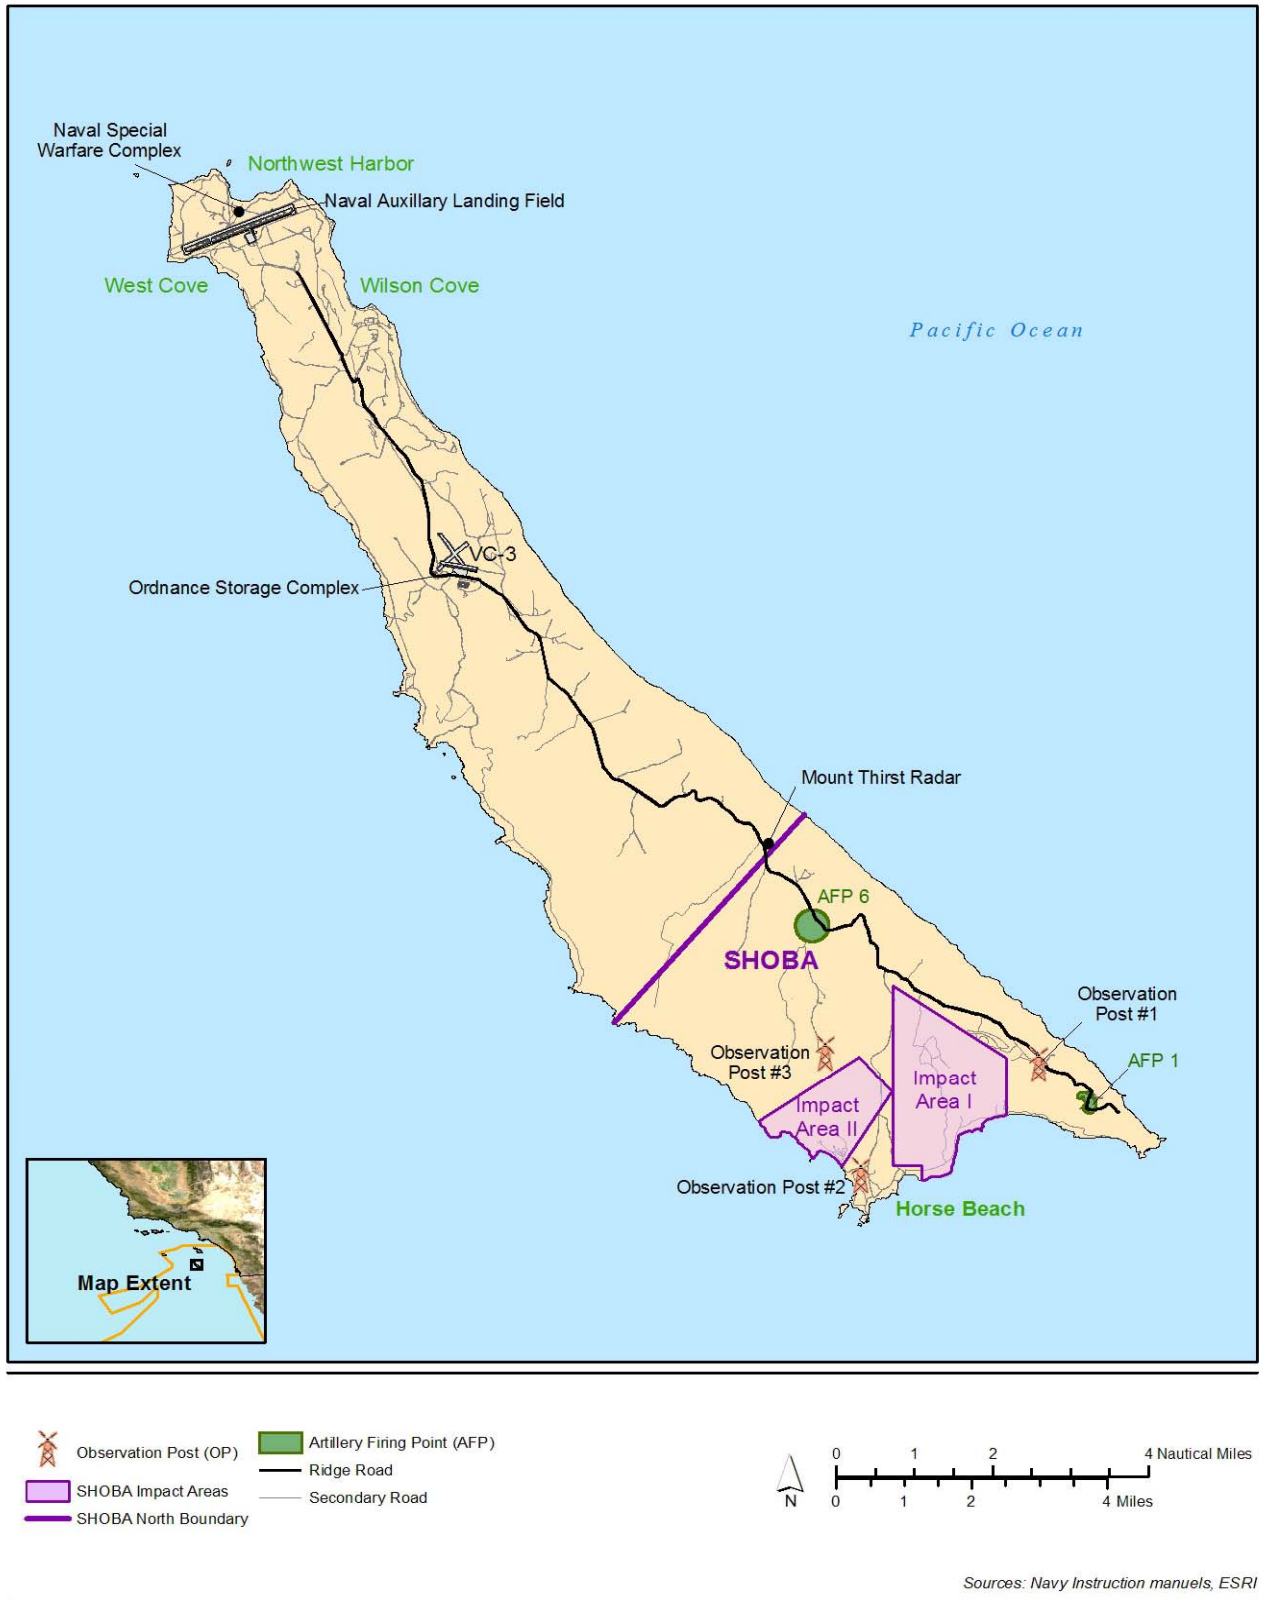 Naval Special
Warfare Complex
Northwest Harbor
Naval Auxillary Landing Field
West Cove
Wilson Cove
Pacific Ocean
VC-3
Ordnance Storage Complex
Mount Thirst Radar
AFP 6
SHOBA
Observation
Post #1
Observation
Post #3
AFP 1
Impact
Area I
Impact
Area II
Observation Post #2
Horse Beach
Map Extent
Observation Post (OP)
SHOBA Impact Areas
SHOBA North Boundary
Artillery Firing Point (AFP)
Ridge Road
Secondary Road
N
0 1 2 4 Nautical Miles
0 1 2 4 Miles
Sources: Navy Instruction manuels, ESRI